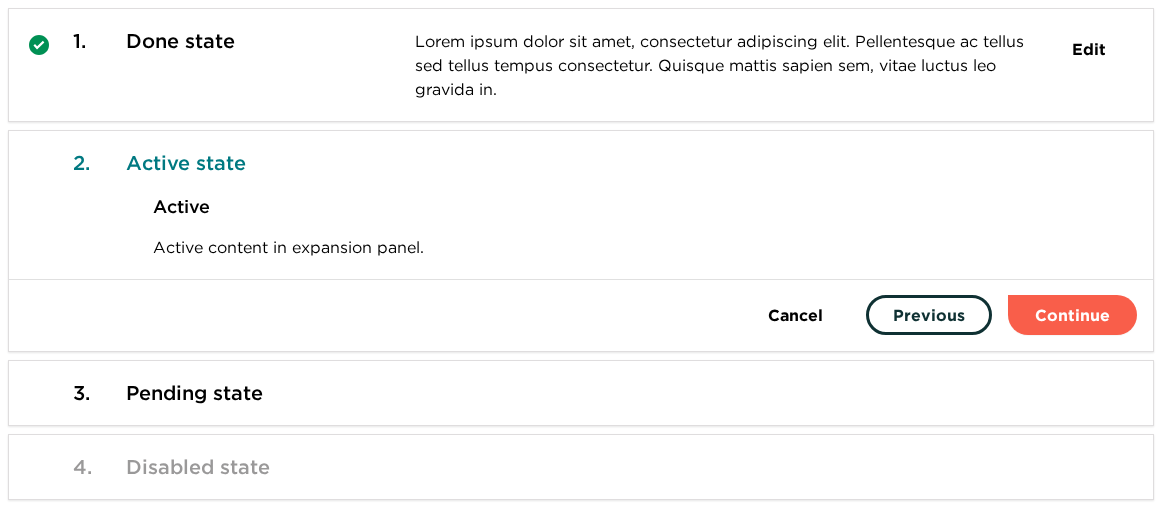 1. Done state
Lorem ipsum dolor sit amet, consectetur adipiscing elit. Pellentesque ac tellus
sed tellus tempus consectetur. Quisque mattis sapien sem, vitae luctus leo
gravida in.
Edit
2. Active state
Active
Active content in expansion panel.
Cancel Previous Continue
3. Pending state
4. Disabled state